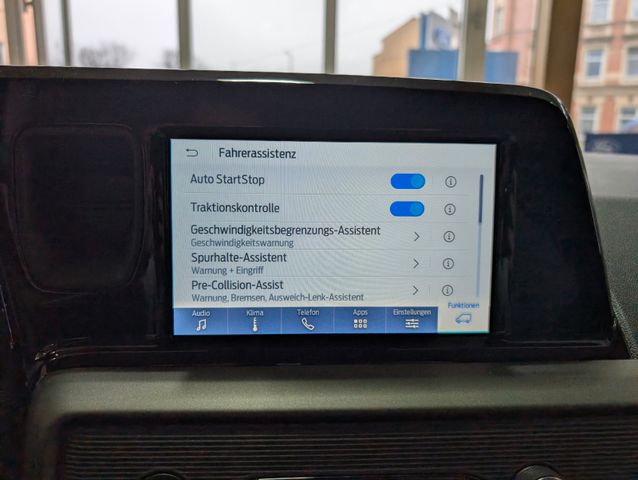 Fahrerassistenz
Auto StartStop
Traktionskontrolle
Geschwindigkeitsbegrenzungs-Assistent
Geschwindigkeitswarnung
Spurhalte-Assistent
Warnung + Eingriff
Pre-Collision-Assist
Warnung, Bremsen, Ausweich-Lenk-Assistent
Audio
Klima
Telefon
Apps
Einstellungen
Funktionen